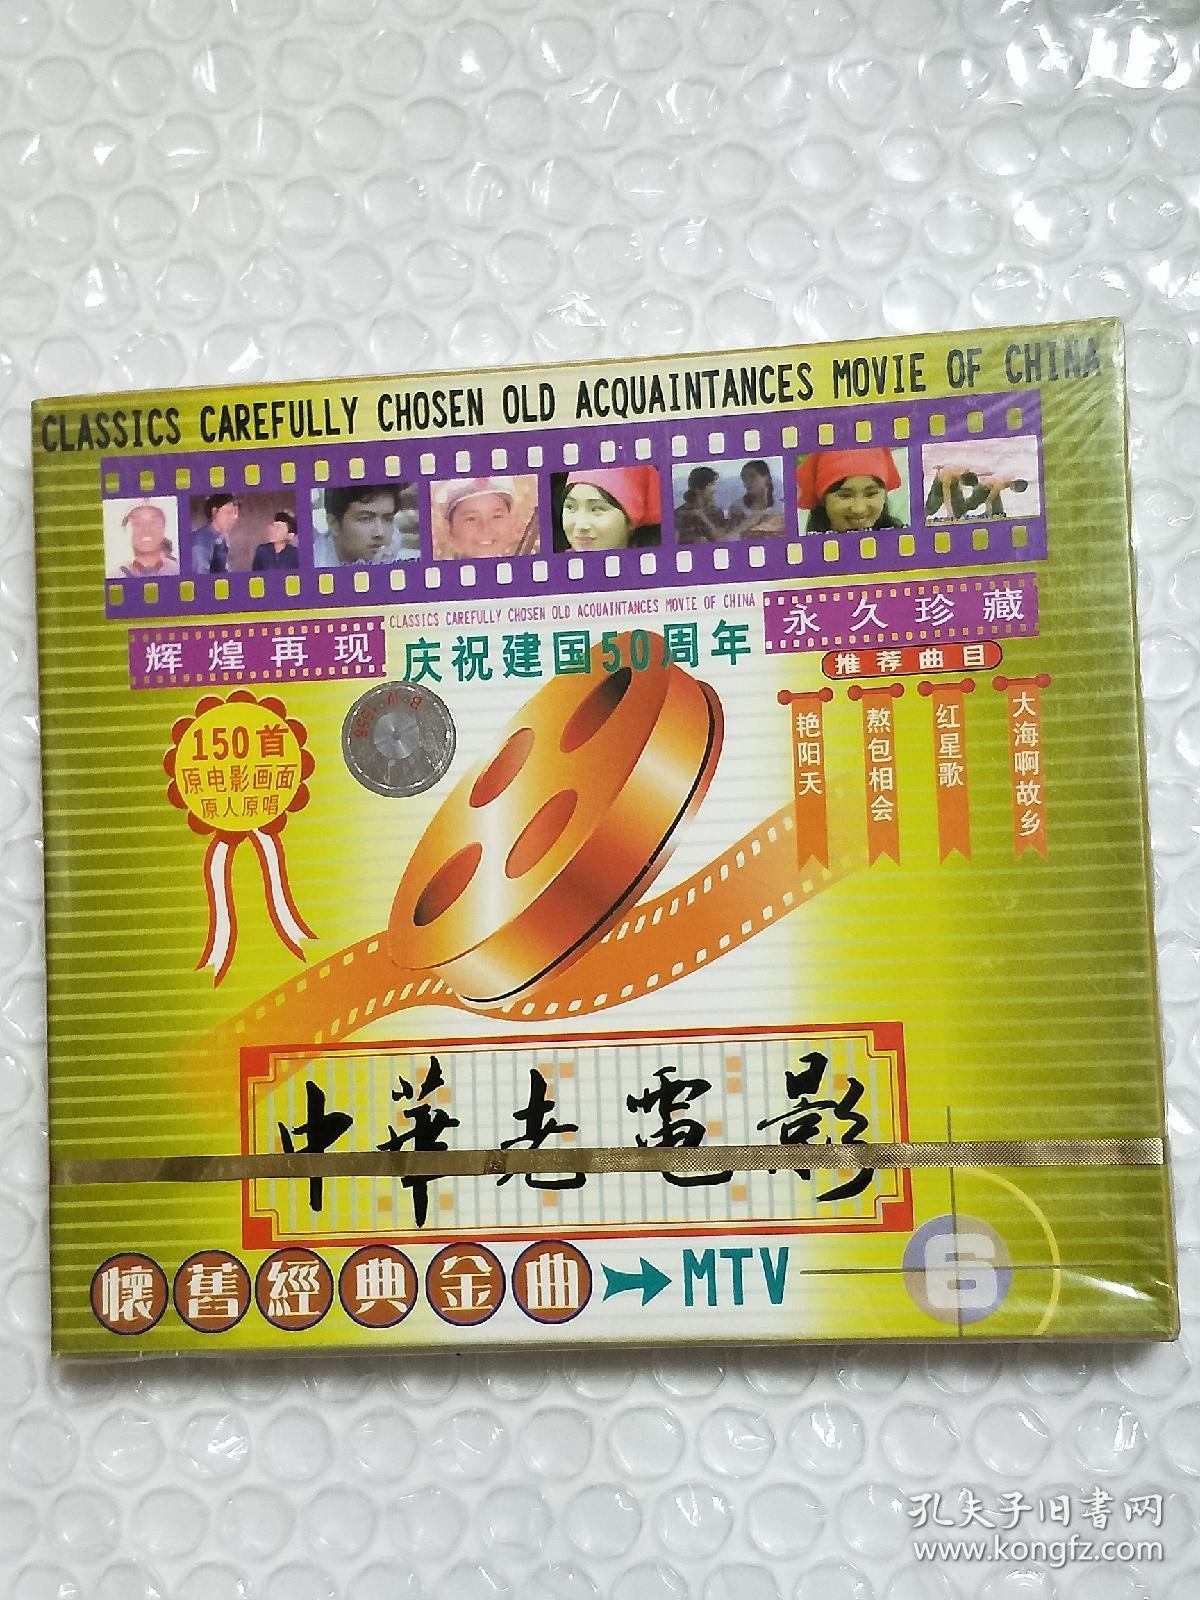 CLASSICS CAREFULLY CHOSEN OLD ACQUAINTANCES MOVIE OF CHINA
CLASSICS CAREFULLY CHOSEN OLD ACQUAINTANCES MOVIE OF CHINA
辉煌再现
庆祝建国50周年
永久珍藏
推荐曲目
艳阳天
熬包相会
红星歌
大海啊故乡
150首
原电影画面
原人原唱
中華老電影
懷舊經典金曲
MTV
6
孔夫子旧书网
www.kongfz.com